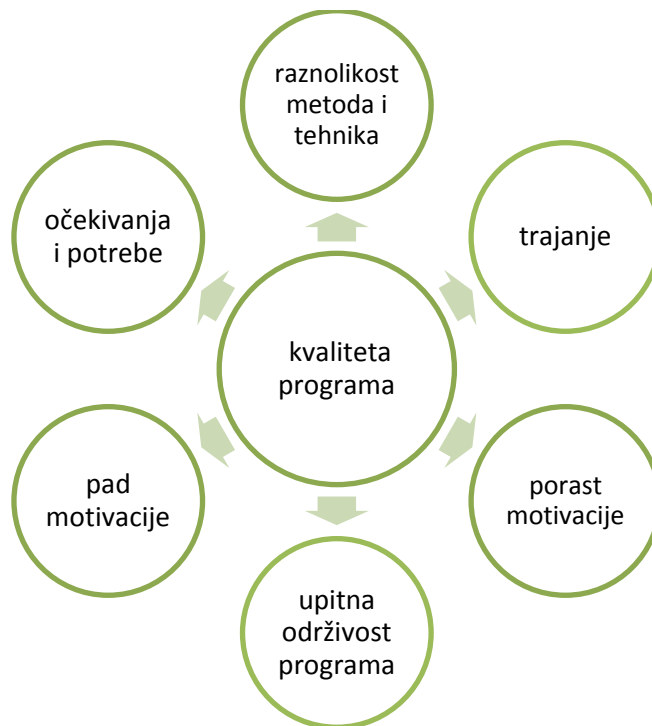 raznolikost
metoda i
tehnika
očekivanja
i potrebe
trajanje
kvaliteta
programa
pad
motivacije
porast
motivacije
upitna
održivost
programa